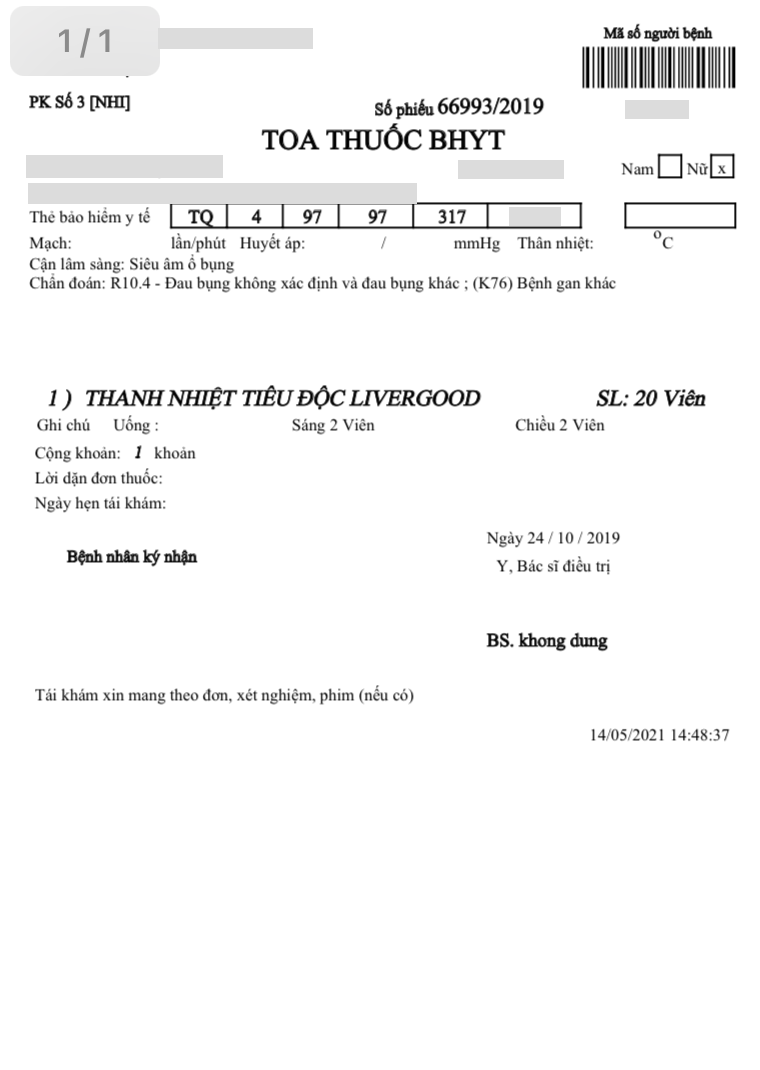 1/1
Mã số người bệnh
PK Số 3 [NHI]
Số phiếu 66993/2019
TOA THUỐC BHYT
Nam Nữ x
Thẻ bảo hiểm y tế TQ 4 97 97 317
Mạch: lần/phút Huyết áp: / mmHg Thân nhiệt: ºC
Cận lâm sàng: Siêu âm ổ bụng
Chẩn đoán: R10.4 - Đau bụng không xác định và đau bụng khác ; (K76) Bệnh gan khác
1 ) THANH NHIỆT TIÊU ĐỘC LIVERGOOD SL: 20 Viên
Ghi chú Uống : Sáng 2 Viên Chiều 2 Viên
Cộng khoản: 1 khoản
Lời dặn đơn thuốc:
Ngày hẹn tái khám:
Ngày 24 / 10 / 2019
Bệnh nhân ký nhận
Y, Bác sĩ điều trị
BS. khong dung
Tái khám xin mang theo đơn, xét nghiệm, phim (nếu có)
14/05/2021 14:48:37